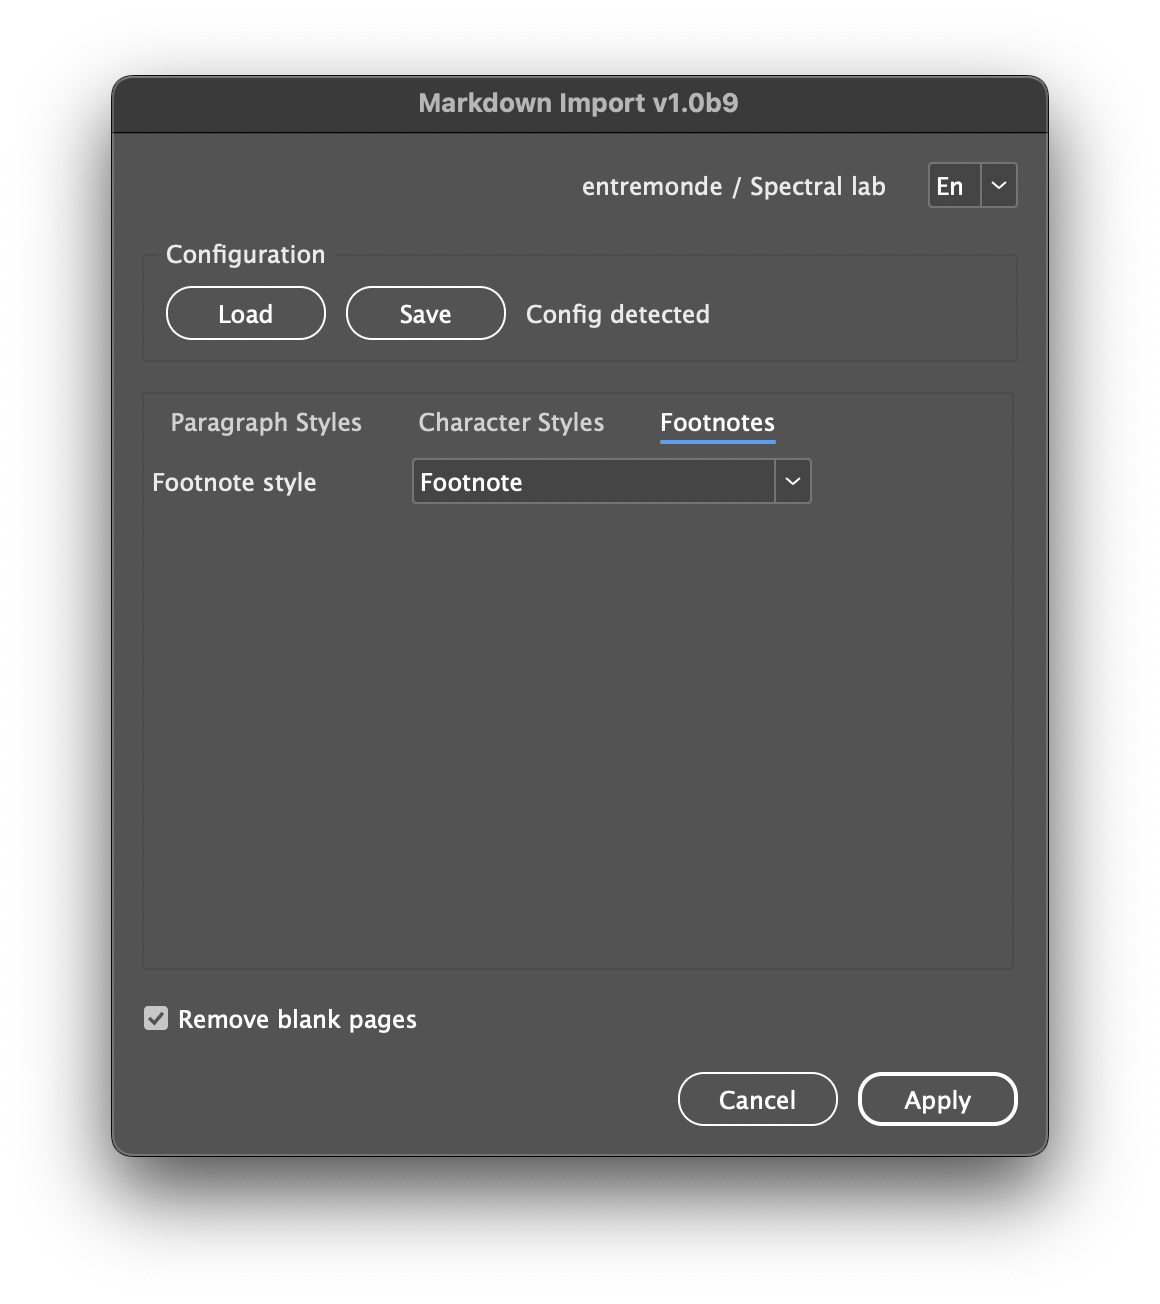 Markdown Import v1.0b9
entremonde / Spectral lab En
Configuration
Load Save Config detected
Paragraph Styles Character Styles Footnotes
Footnote style Footnote
Remove blank pages
Cancel Apply